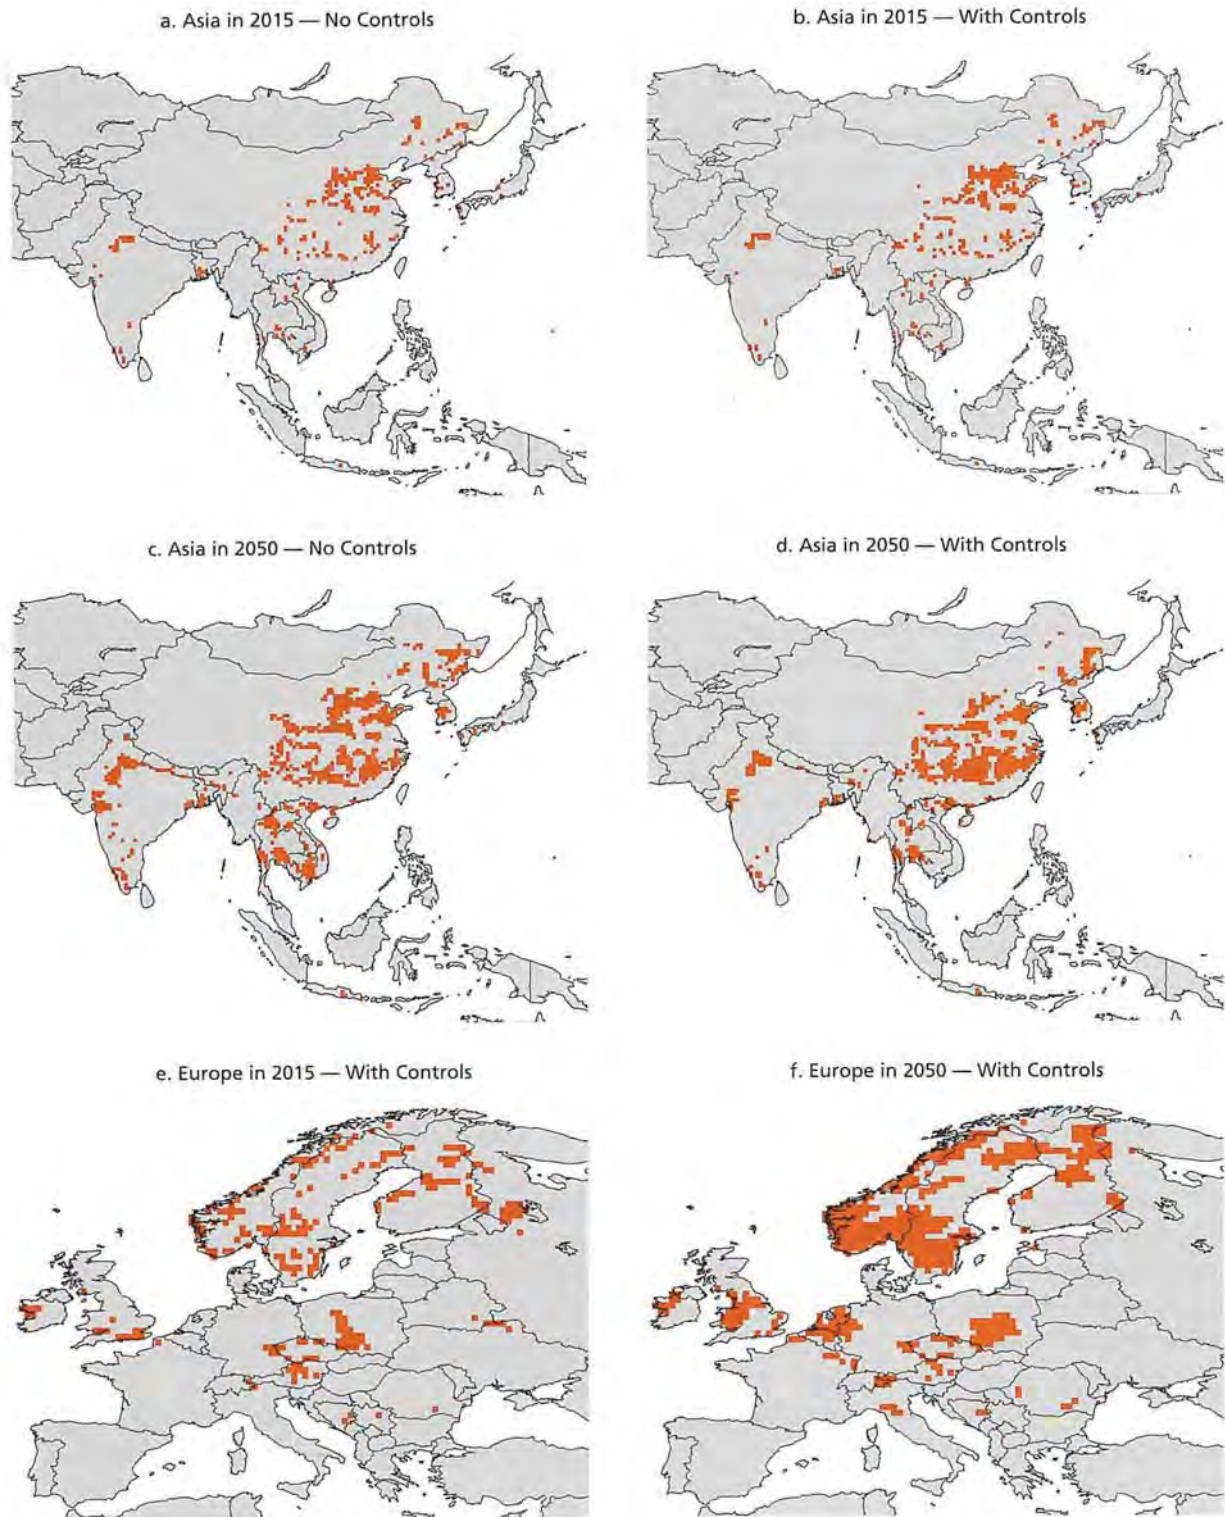 a. Asia in 2015 — No Controls
b. Asia in 2015 — With Controls
c. Asia in 2050 — No Controls
d. Asia in 2050 — With Controls
e. Europe in 2015 — With Controls
f. Europe in 2050 — With Controls